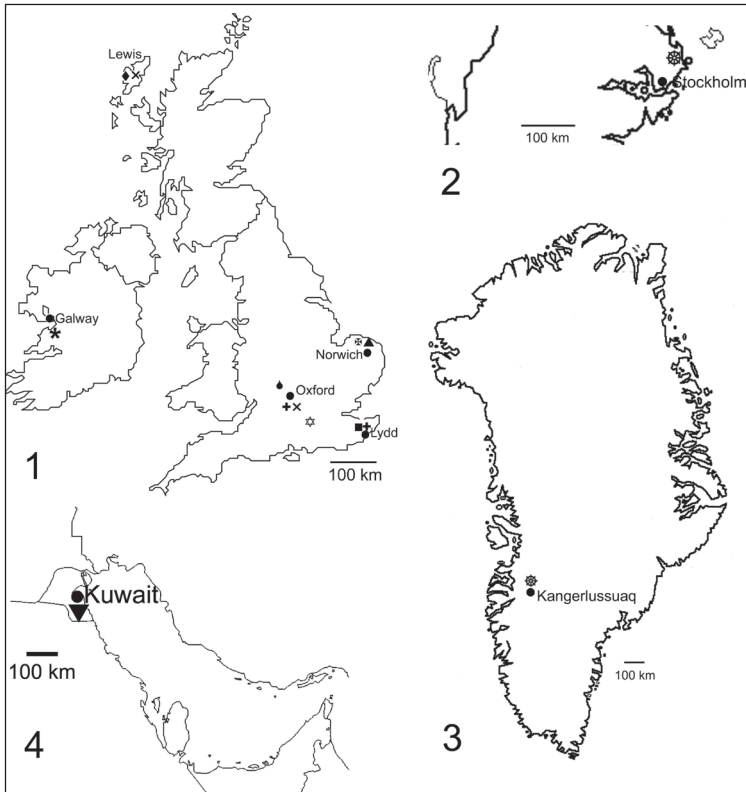 Lewis
Galway
Norwich
Oxford
Lydd
1
100 km
Stockholm
100 km
2
Kangerlussuaq
100 km
3
Kuwait
100 km
4